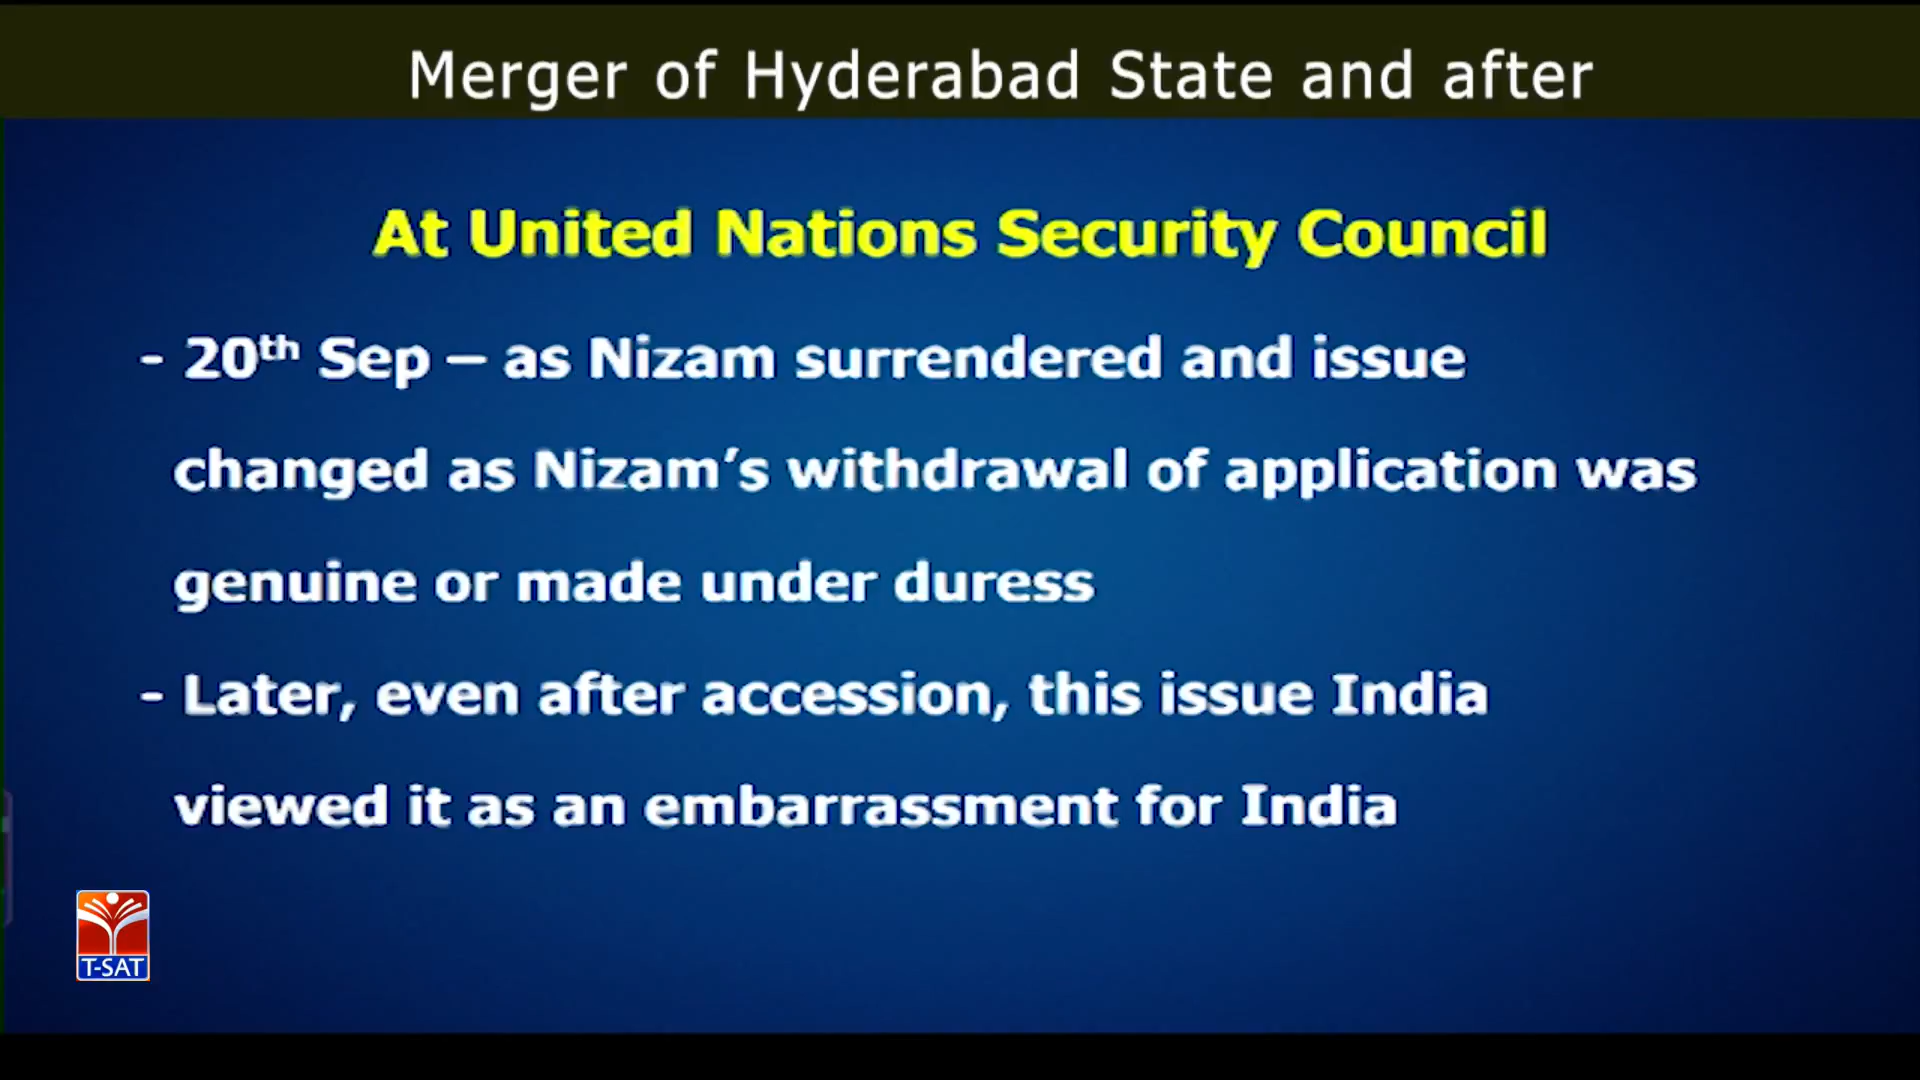 Merger of Hyderabad State and after
At United Nations Security Council
- 20th Sep – as Nizam surrendered and issue
changed as Nizam’s withdrawal of application was
genuine or made under duress
- Later, even after accession, this issue India
viewed it as an embarrassment for India
T-SAT